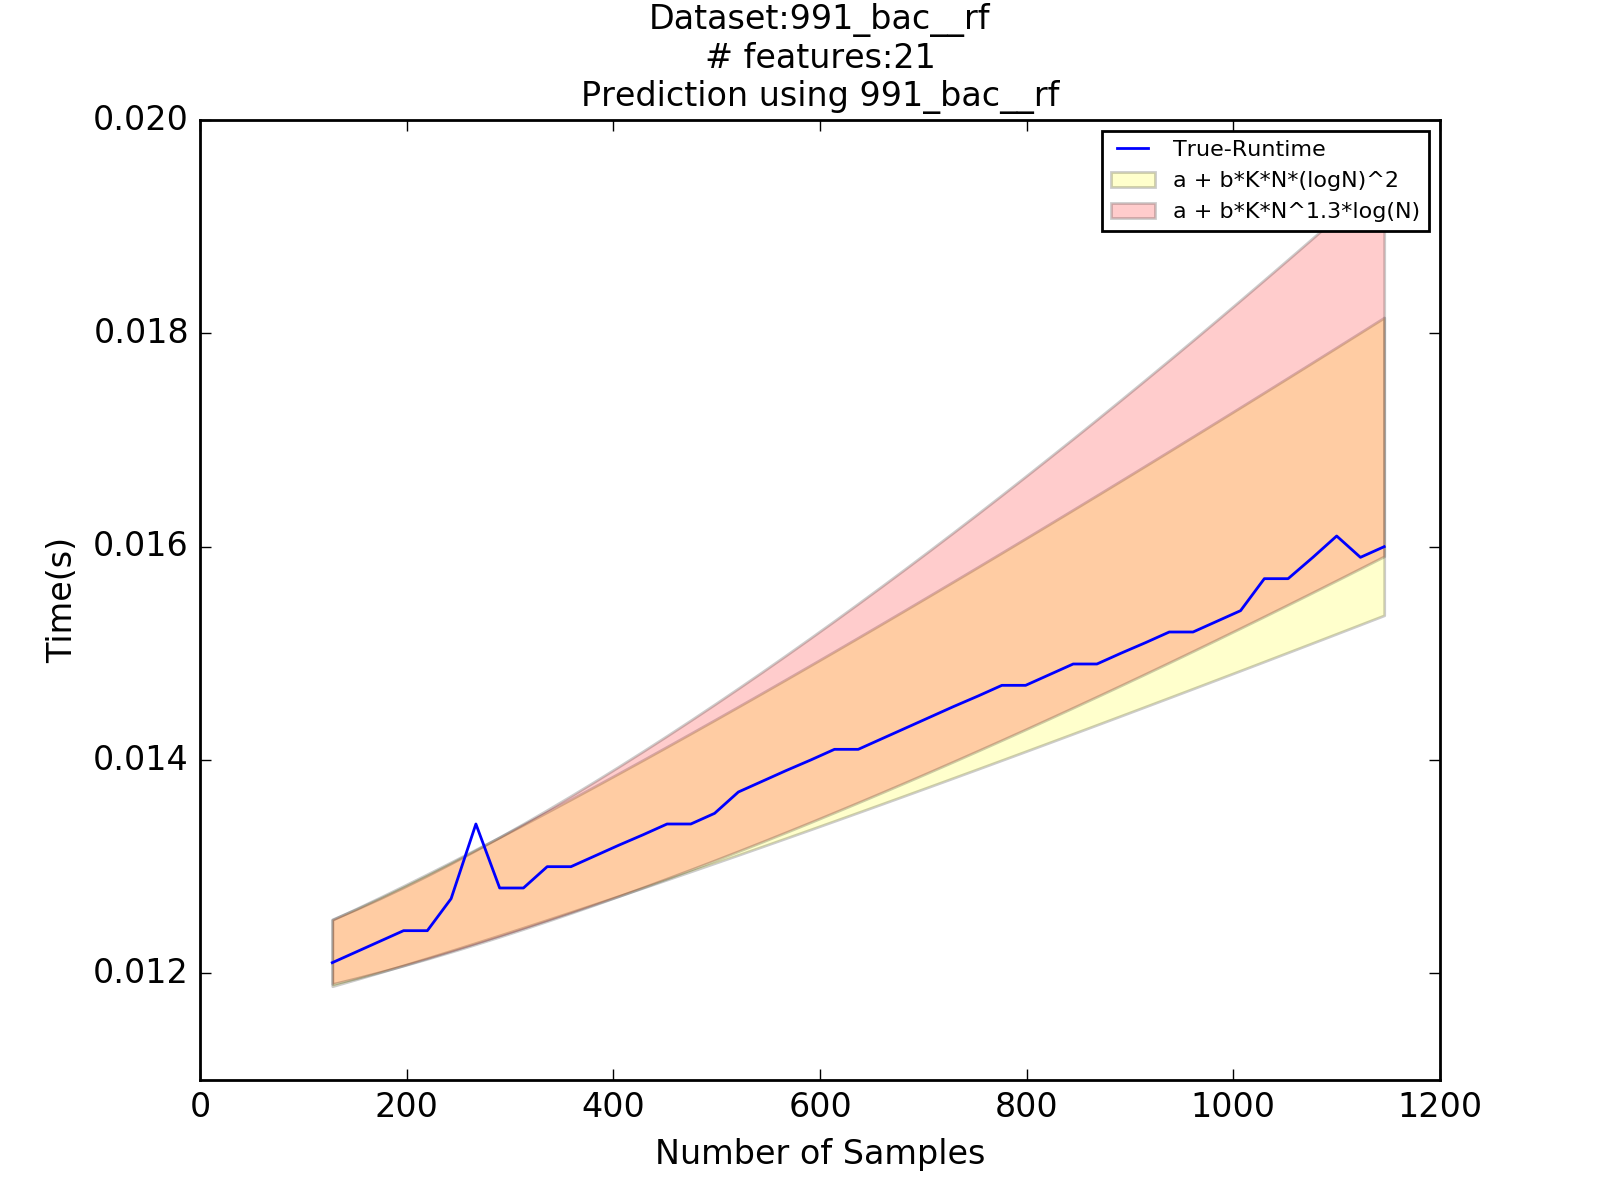 Dataset:991_bac__rf
# features:21
Prediction using 991_bac__rf
True-Runtime
a + b*K*N*(logN)^2
a + b*K*N^1.3*log(N)
0.020
0.018
0.016
0.014
0.012
Time(s)
0 200 400 600 800 1000 1200
Number of Samples